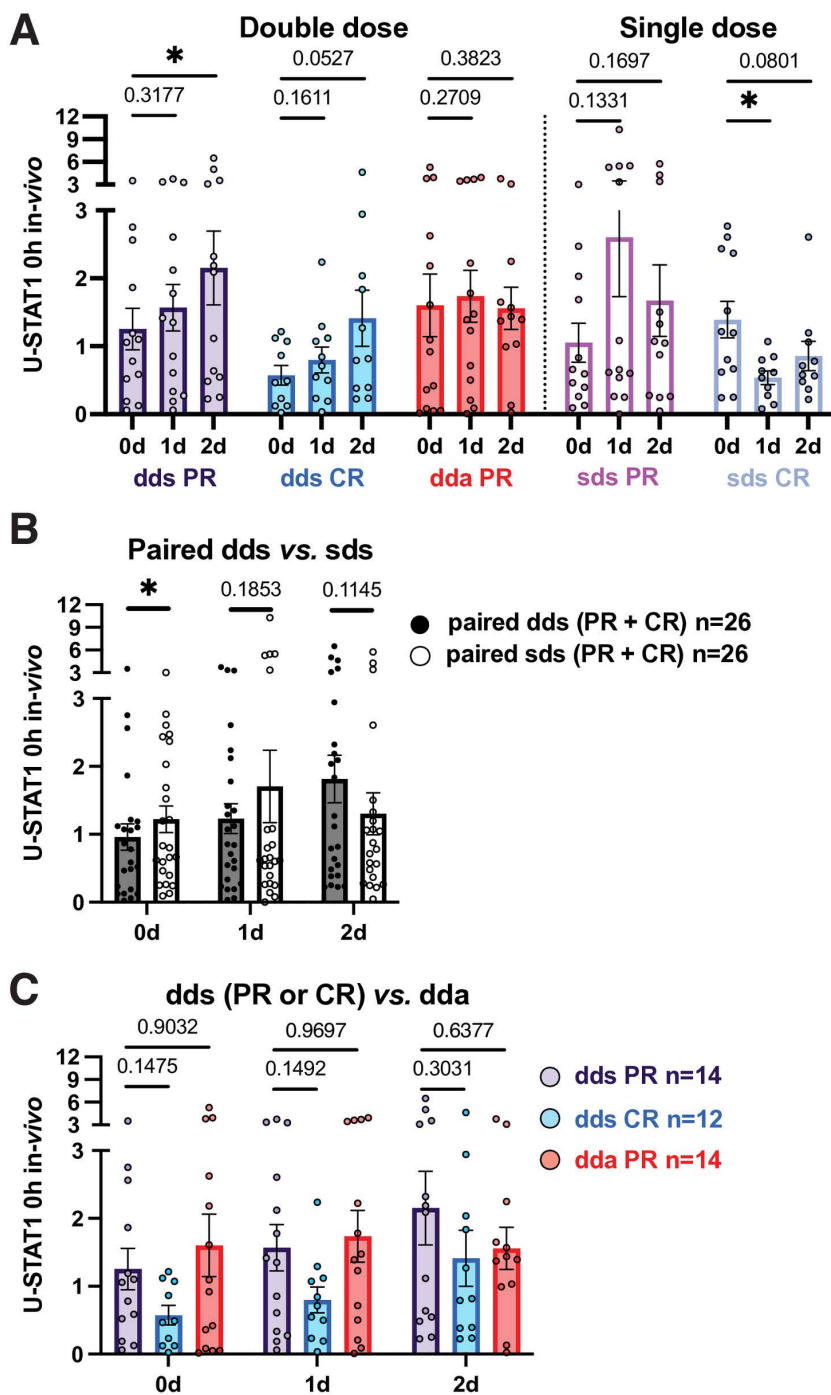 A
Double dose
Single dose
* 0.0527 0.3823 0.1697 0.0801
0.3177 0.1611 0.2709 0.1331 *
U-STAT1 0h in-vivo
12
9
6
3
3
2
1
0
0d 1d 2d 0d 1d 2d 0d 1d 2d 0d 1d 2d 0d 1d 2d
dds PR dds CR dda PR sds PR sds CR
B
Paired dds vs. sds
* 0.1853 0.1145
U-STAT1 0h in-vivo
12
9
6
3
3
2
1
0
0d 1d 2d
paired dds (PR + CR) n=26
paired sds (PR + CR) n=26
C
dds (PR or CR) vs. dda
0.9032 0.9697 0.6377
0.1475 0.1492 0.3031
U-STAT1 0h in-vivo
12
9
6
3
3
2
1
0
0d 1d 2d
dds PR n=14
dds CR n=12
dda PR n=14